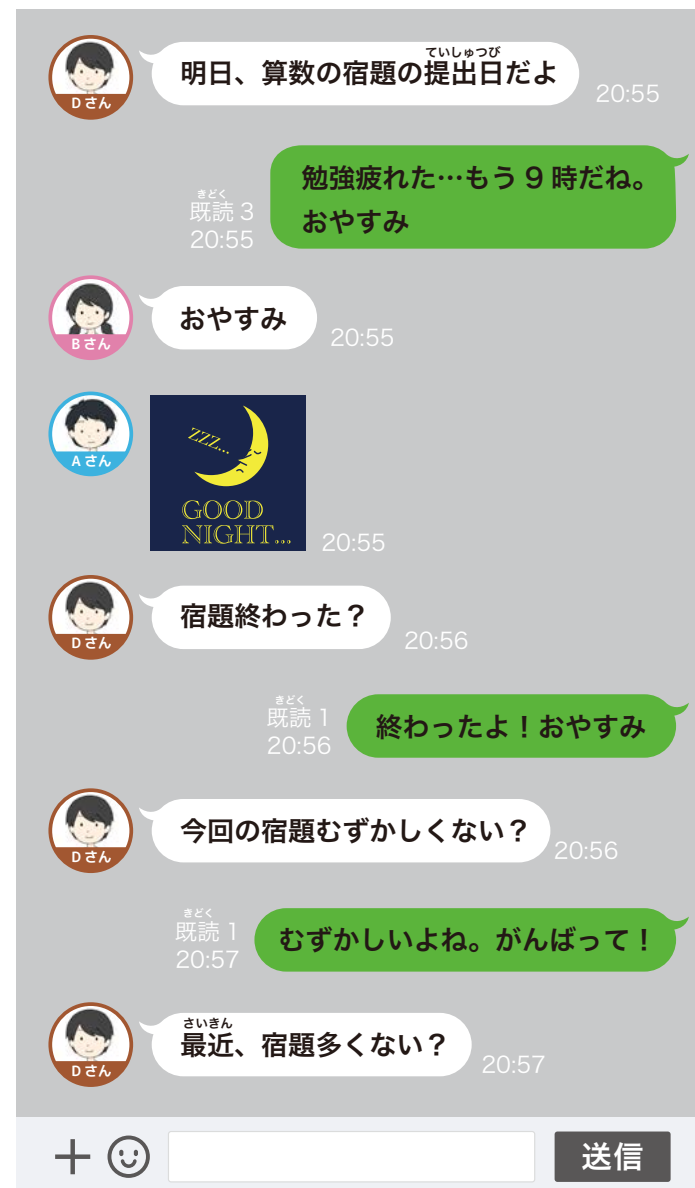 ていしゅつび
明日、算数の宿題の提出日だよ
Dさん
20:55
勉強疲れた…もう9時だね。
おやすみ
きどく
既読 3
20:55
おやすみ
Bさん
20:55
zzz...
GOOD
NIGHT...
Aさん
20:55
宿題終わった？
Dさん
20:56
きどく
既読 1
20:56
終わったよ！おやすみ
今回の宿題むずかしくない？
Dさん
20:56
きどく
既読 1
20:57
むずかしいよね。がんばって！
さいきん
最近、宿題多くない？
Dさん
20:57
送信